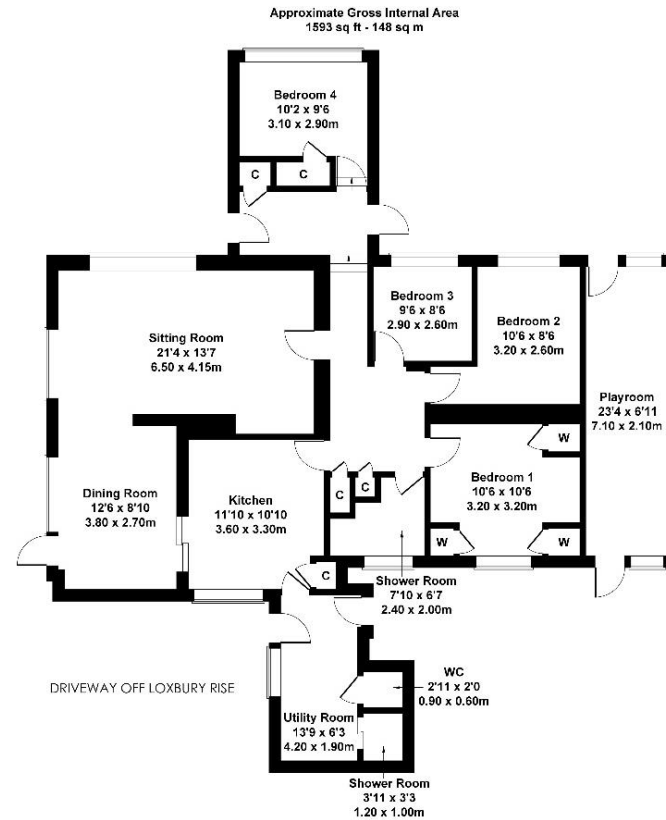 Approximate Gross Internal Area
1593 sq ft - 148 sq m
Bedroom 4
10'2 x 9'6
3.10 x 2.90m
C
C
Sitting Room
21'4 x 13'7
6.50 x 4.15m
Bedroom 3
9'6 x 8'6
2.90 x 2.60m
Bedroom 2
10'6 x 8'6
3.20 x 2.60m
Playroom
23'4 x 6'11
7.10 x 2.10m
Dining Room
12'6 x 8'10
3.80 x 2.70m
Kitchen
11'10 x 10'10
3.60 x 3.30m
C
C
Bedroom 1
10'6 x 10'6
3.20 x 3.20m
W
W
W
C
Shower Room
7'10 x 6'7
2.40 x 2.00m
DRIVEWAY OFF LOXBURY RISE
WC
2'11 x 2'0
0.90 x 0.60m
Utility Room
13'9 x 6'3
4.20 x 1.90m
Shower Room
3'11 x 3'3
1.20 x 1.00m